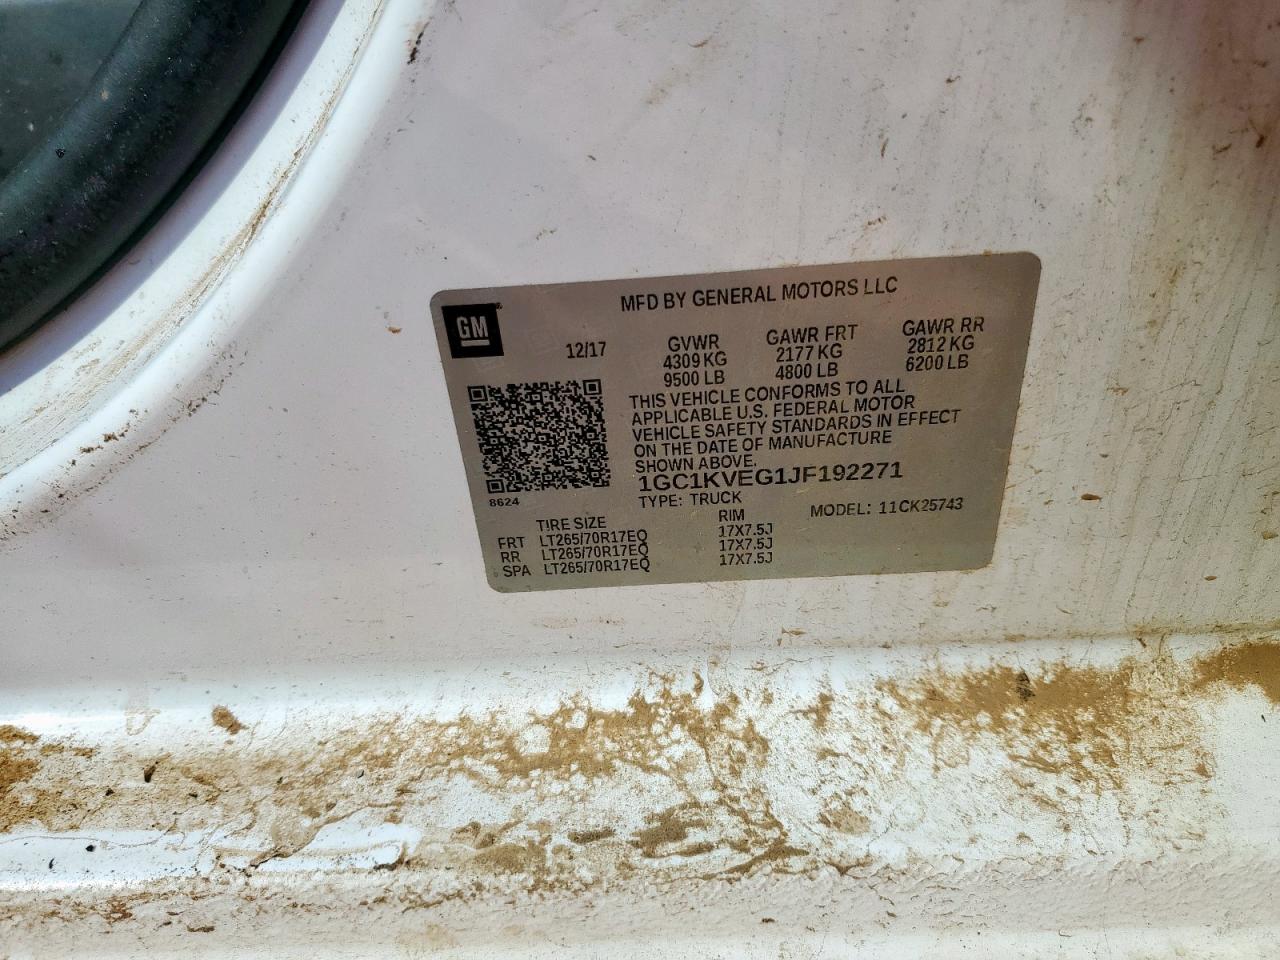 MFD BY GENERAL MOTORS LLC
GM®
12/17
GVWR GAWR FRT GAWR RR
4309 KG 2177 KG 2812 KG
9500 LB 4800 LB 6200 LB
THIS VEHICLE CONFORMS TO ALL
APPLICABLE U.S. FEDERAL MOTOR
VEHICLE SAFETY STANDARDS IN EFFECT
ON THE DATE OF MANUFACTURE
SHOWN ABOVE.
1GC1KVEG1JF192271
8624
TYPE: TRUCK MODEL: 11CK25743
TIRE SIZE RIM
FRT LT265/70R17EQ 17X7.5J
RR LT265/70R17EQ 17X7.5J
SPA LT265/70R17EQ 17X7.5J